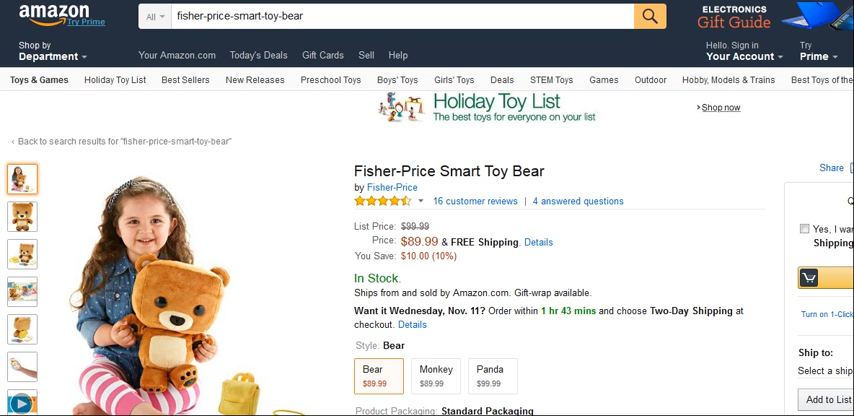 amazon
Try Prime
All
fisher-price-smart-toy-bear
ELECTRONICS
Gift Guide
Shop by
Department
Your Amazon.com Today's Deals Gift Cards Sell Help
Hello. Sign in
Your Account
Try
Prime
Toys & Games Holiday Toy List Best Sellers New Releases Preschool Toys Boys' Toys Girls' Toys Deals STEM Toys Games Outdoor Hobby, Models & Trains Best Toys of the
Holiday Toy List
The best toys for everyone on your list
› Shop now
‹ Back to search results for "fisher-price-smart-toy-bear"
Fisher-Price Smart Toy Bear
by Fisher-Price
16 customer reviews | 4 answered questions
List Price: $99.99
Price: $89.99 & FREE Shipping. Details
You Save: $10.00 (10%)
In Stock.
Ships from and sold by Amazon.com. Gift-wrap available.
Want it Wednesday, Nov. 11? Order within 1 hr 43 mins and choose Two-Day Shipping at
checkout. Details
Style: Bear
Bear Monkey Panda
$89.99 $89.99 $99.99
Product Packaging: Standard Packaging
Share
Yes, I wan
Shipping
Turn on 1-Click
Ship to:
Select a ship
Add to List